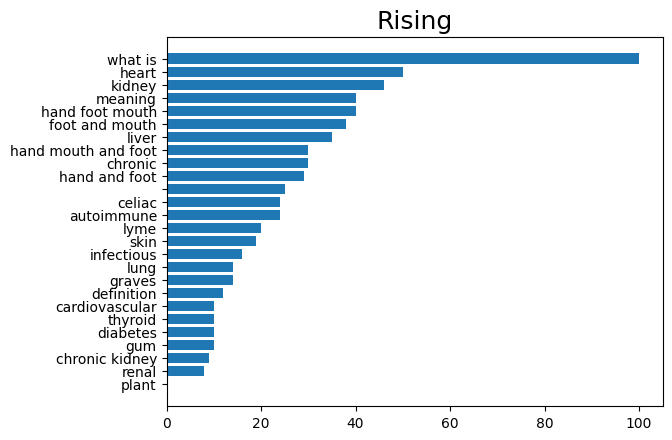 Rising
what is
heart
kidney
meaning
hand foot mouth
foot and mouth
liver
hand mouth and foot
chronic
hand and foot
celiac
autoimmune
lyme
skin
infectious
lung
graves
definition
cardiovascular
thyroid
diabetes
gum
chronic kidney
renal
plant
0 20 40 60 80 100